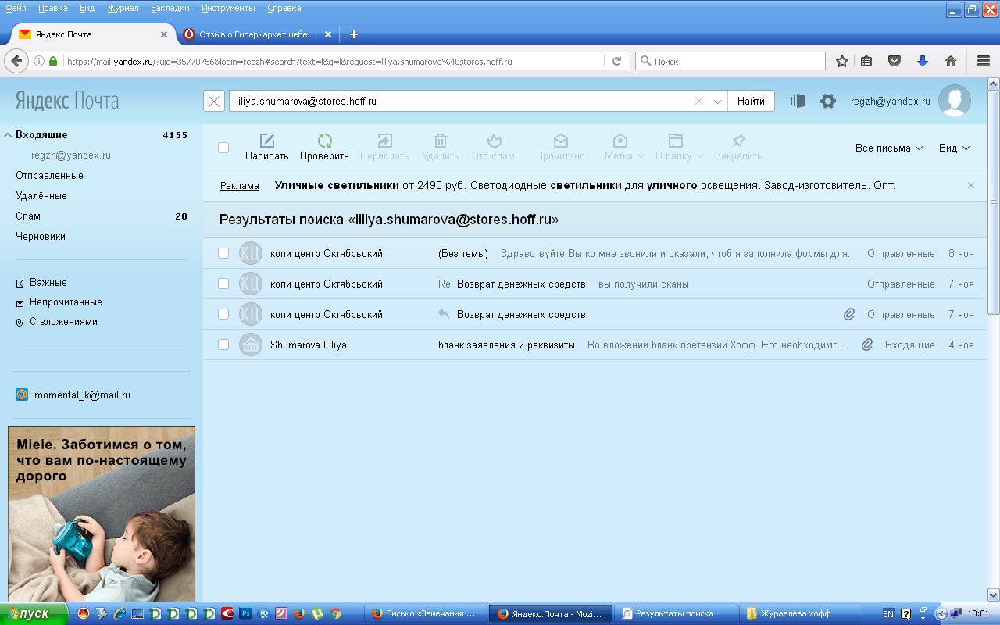 Файл Правка Вид Журнал Закладки Инструменты Справка
Яндекс.Почта
Отзыв о Гипермаркет мебе...
https://mail.yandex.ru/?uid=35770756&login=regzh#search?text=l&q=l&request=liliya.shumarova%40stores.hoff.ru
Поиск
Яндекс Почта
liliya.shumarova@stores.hoff.ru
Найти
regzh@yandex.ru
Входящие 4155
regzh@yandex.ru
Отправленные
Удалённые
Спам 28
Черновики
Важные
Непрочитанные
С вложениями
momental_k@mail.ru
Miele. Заботимся о том,
что вам по-настоящему
дорого
Написать Проверить Переслать Удалить Это спам! Прочитано Метка В папку Закрепить
Все письма Вид
Реклама Уличные светильники от 2490 руб. Светодиодные светильники для уличного освещения. Завод-изготовитель. Опт.
Результаты поиска «liliya.shumarova@stores.hoff.ru»
КЦ копи центр Октябрьский (Без темы) Здравствуйте Вы ко мне звонили и сказали, чтоб я заполнила формы для... Отправленные 8 ноя
КЦ копи центр Октябрьский Re: Возврат денежных средств вы получили сканы Отправленные 7 ноя
КЦ копи центр Октябрьский Возврат денежных средств Отправленные 7 ноя
Shumarova Liliya бланк заявления и реквизиты Во вложении бланк претензии Хофф. Его необходимо ... Входящие 4 ноя
пуск
Письмо «Замечания ...
Яндекс.Почта - Mozi...
Результаты поиска
Журавлева хофф
EN
13:01